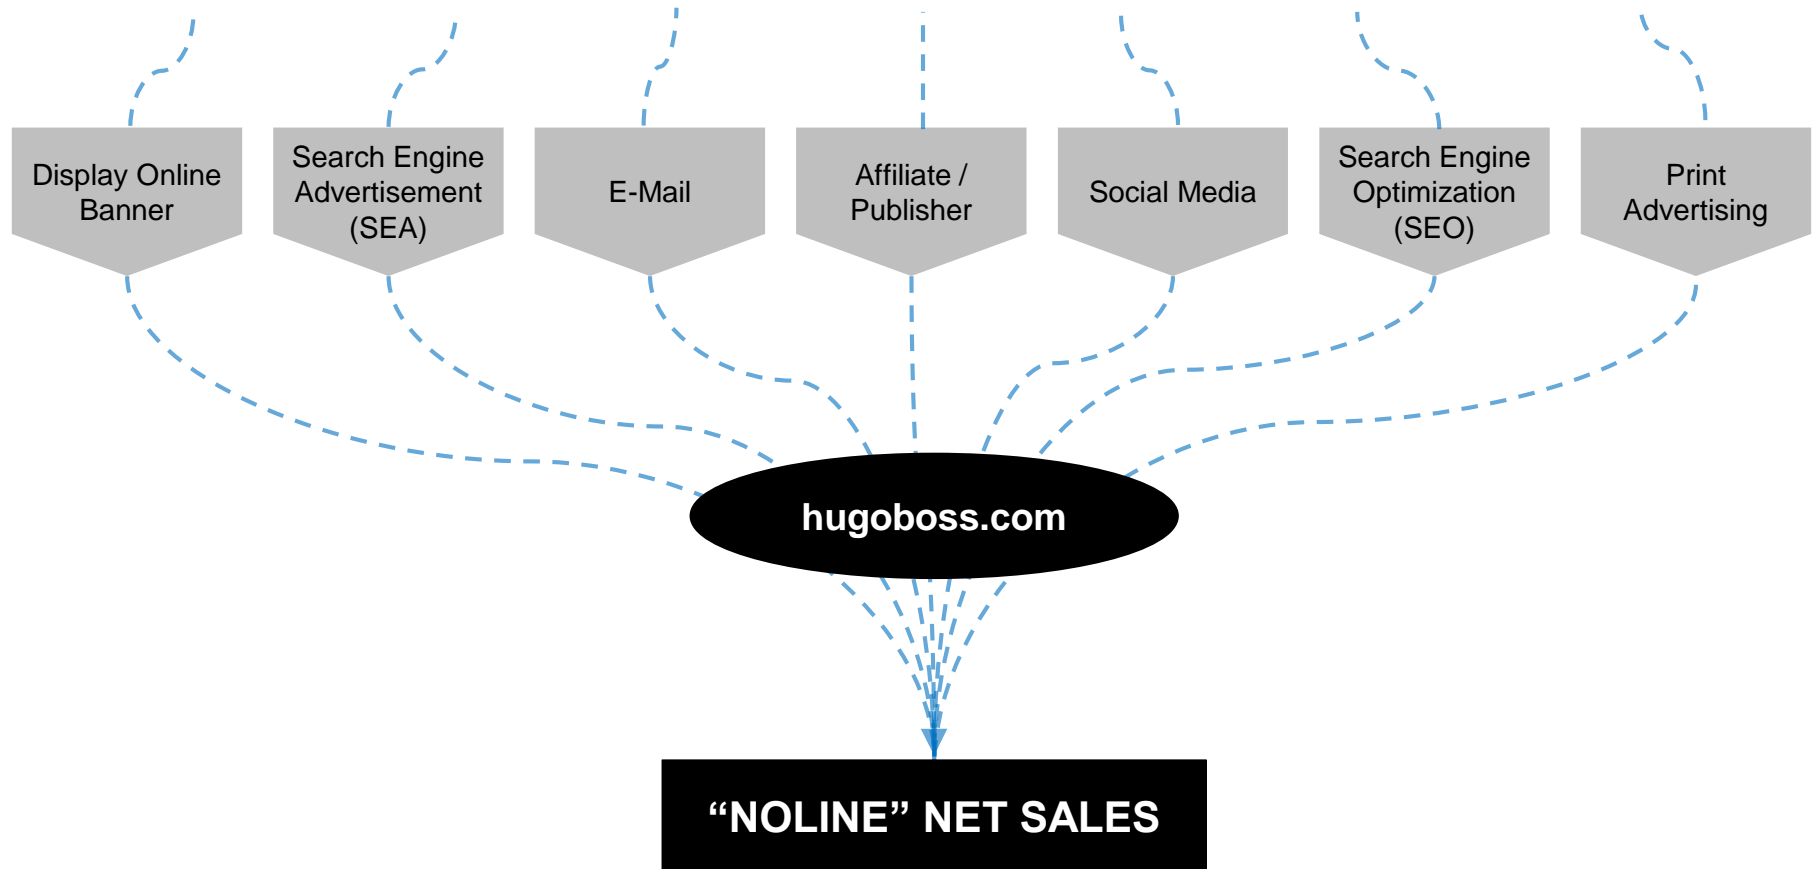 Display Online
Banner
Search Engine
Advertisement
(SEA)
E-Mail
Affiliate /
Publisher
Social Media
Search Engine
Optimization
(SEO)
Print
Advertising
hugoboss.com
“NOLINE” NET SALES